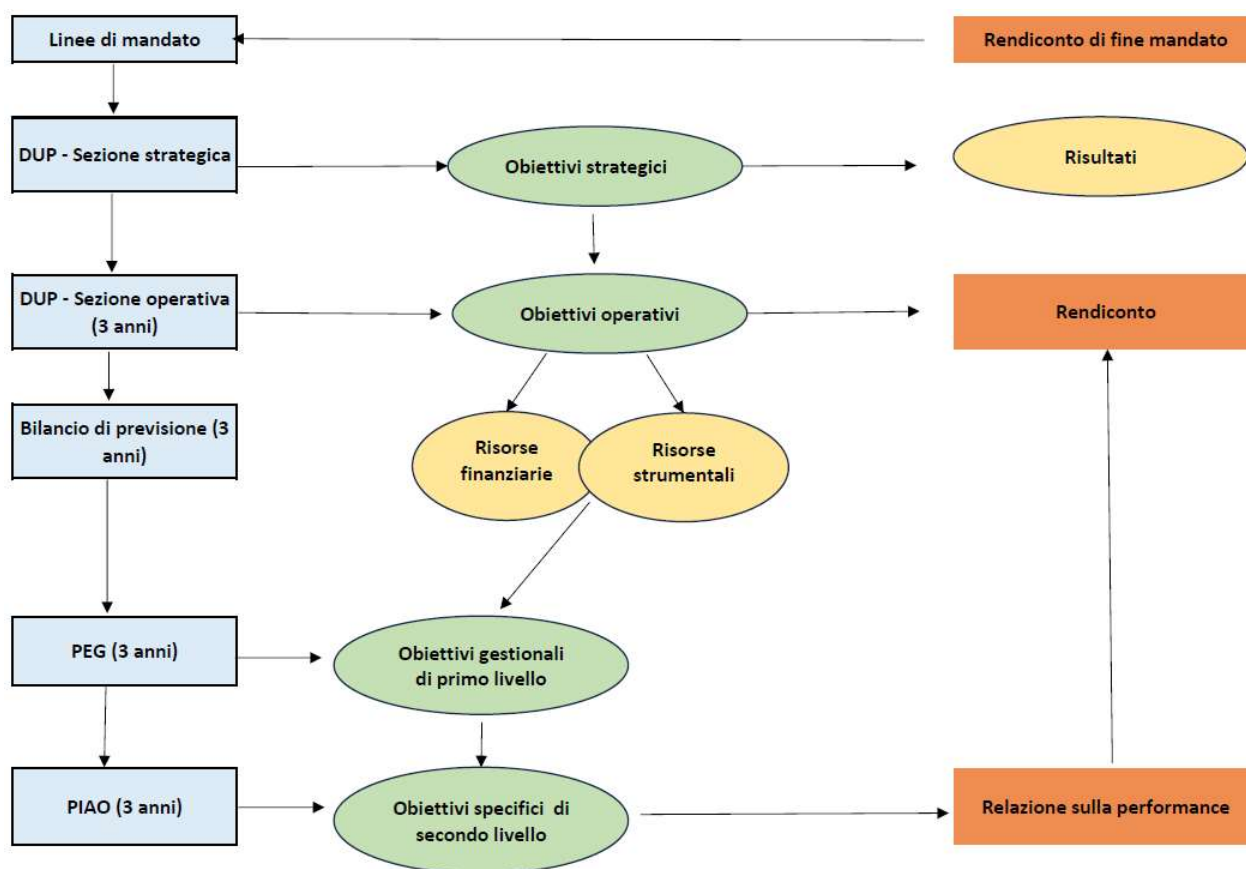 Linee di mandato
Rendiconto di fine mandato
DUP - Sezione strategica
Obiettivi strategici
Risultati
DUP - Sezione operativa
(3 anni)
Obiettivi operativi
Rendiconto
Bilancio di previsione (3
anni)
Risorse
finanziarie
Risorse
strumentali
PEG (3 anni)
Obiettivi gestionali
di primo livello
PIAO (3 anni)
Obiettivi specifici di
secondo livello
Relazione sulla performance